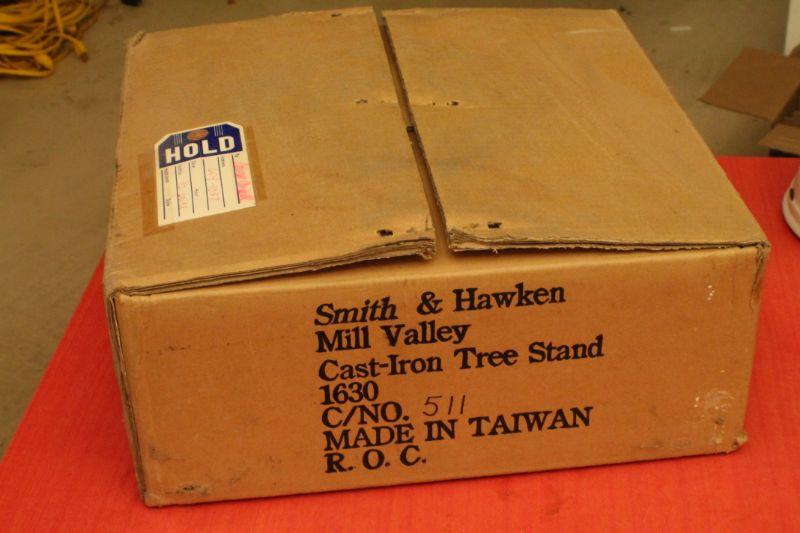 HOLD
Smith & Hawken
Mill Valley
Cast-Iron Tree Stand
1630
C/NO. 511
MADE IN TAIWAN
R. O. C.